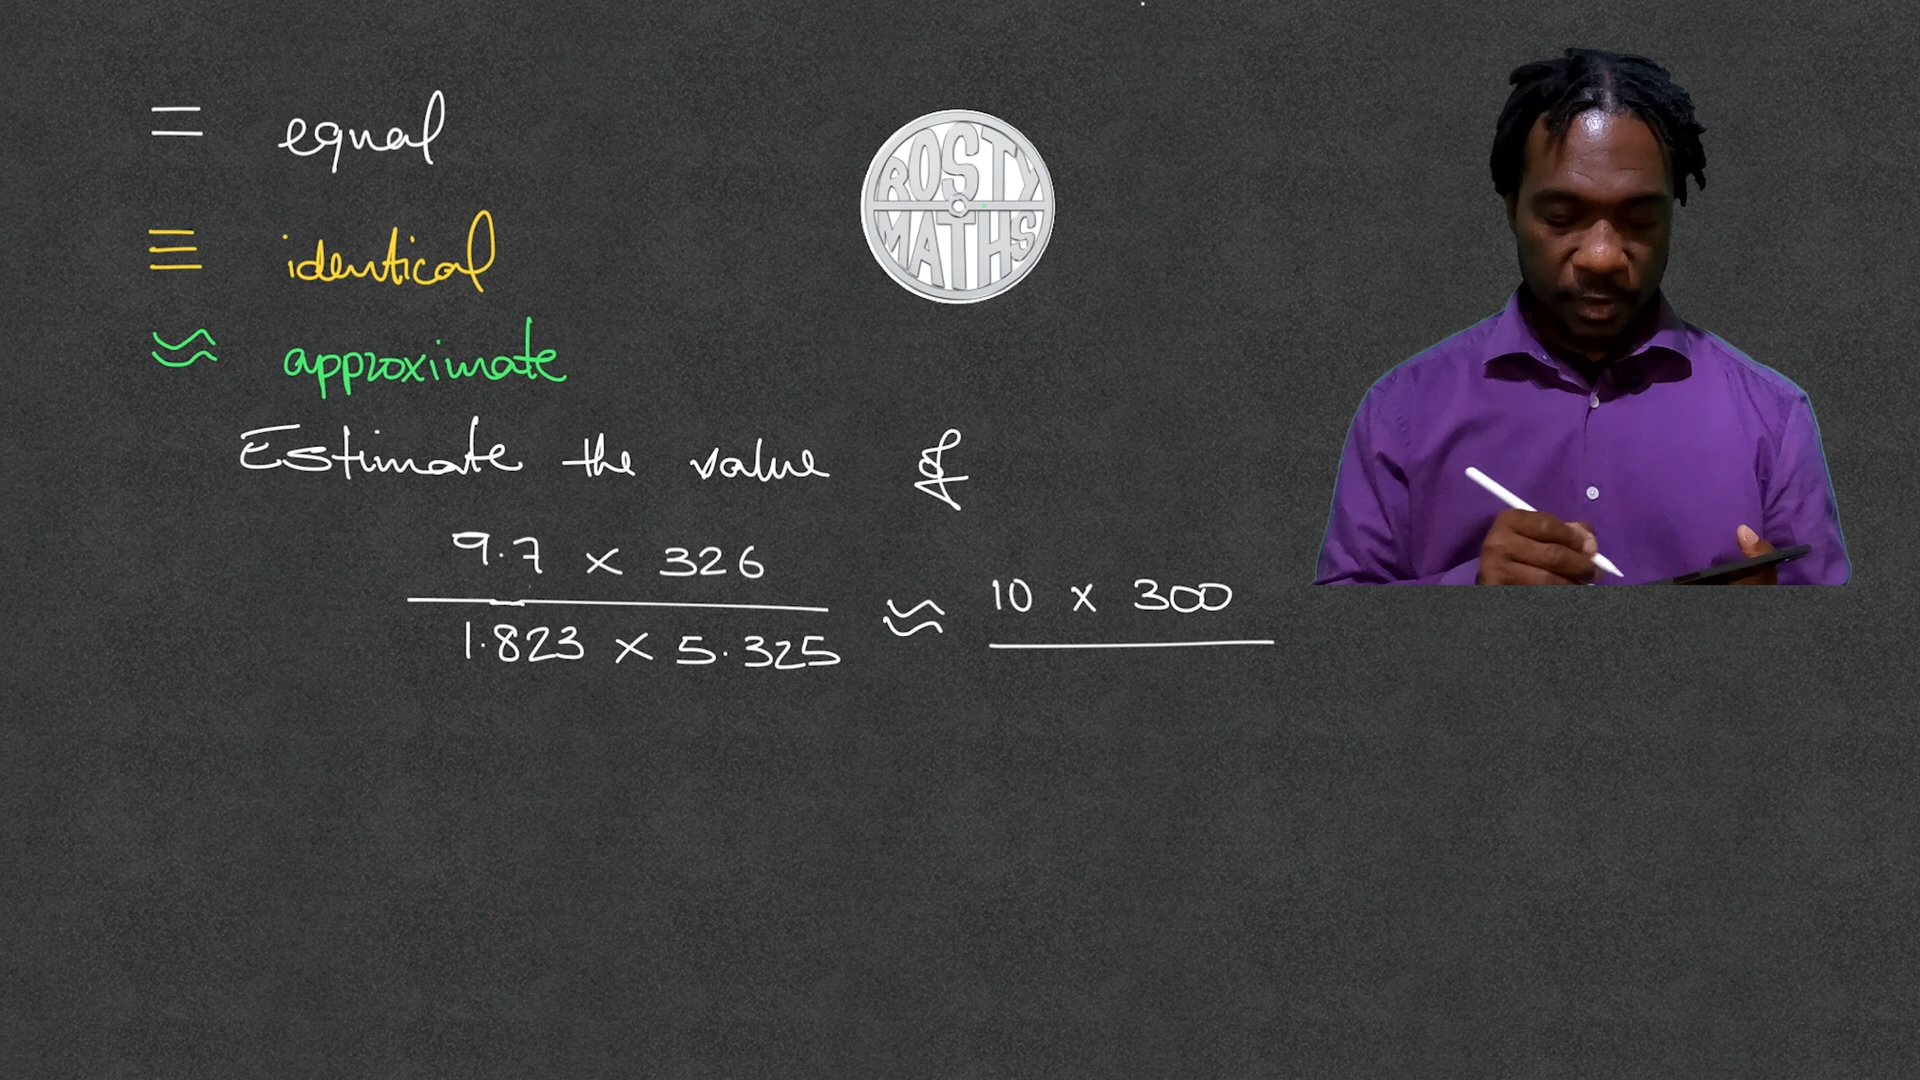 = equal
ROSTY
MATHS
≡ identical
≈ approximate
Estimate the value of
9.7 × 326
1.823 × 5.325
≈
10 × 300